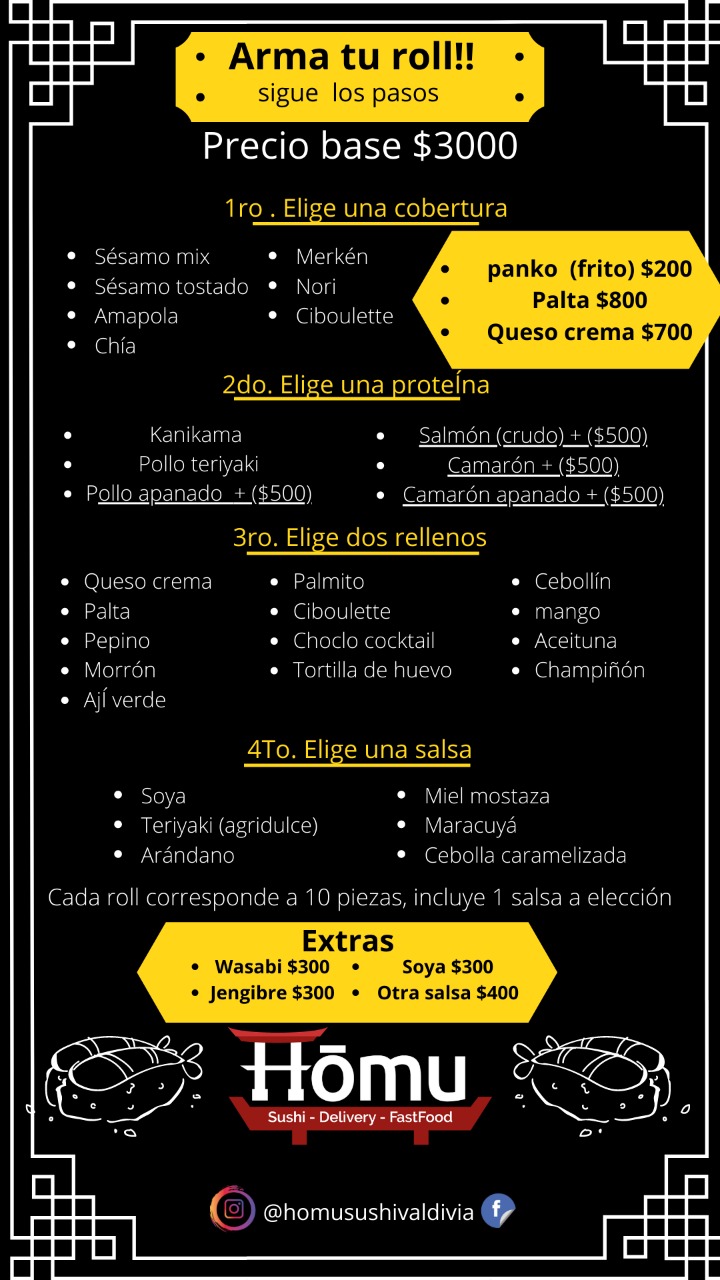 Arma tu roll!!
sigue los pasos
Precio base $3000
1ro . Elige una cobertura
Sésamo mix
Sésamo tostado
Amapola
Chía
Merkén
Nori
Ciboulette
panko (frito) $200
Palta $800
Queso crema $700
2do. Elige una proteÍna
Kanikama
Pollo teriyaki
Pollo apanado + ($500)
Salmón (crudo) + ($500)
Camarón + ($500)
Camarón apanado + ($500)
3ro. Elige dos rellenos
Queso crema
Palta
Pepino
Morrón
AjÍ verde
Palmito
Ciboulette
Choclo cocktail
Tortilla de huevo
Cebollín
mango
Aceituna
Champiñón
4To. Elige una salsa
Soya
Teriyaki (agridulce)
Arándano
Miel mostaza
Maracuyá
Cebolla caramelizada
Cada roll corresponde a 10 piezas, incluye 1 salsa a elección
Extras
Wasabi $300
Jengibre $300
Soya $300
Otra salsa $400
Hōmu
Sushi - Delivery - FastFood
@homusushivaldivia